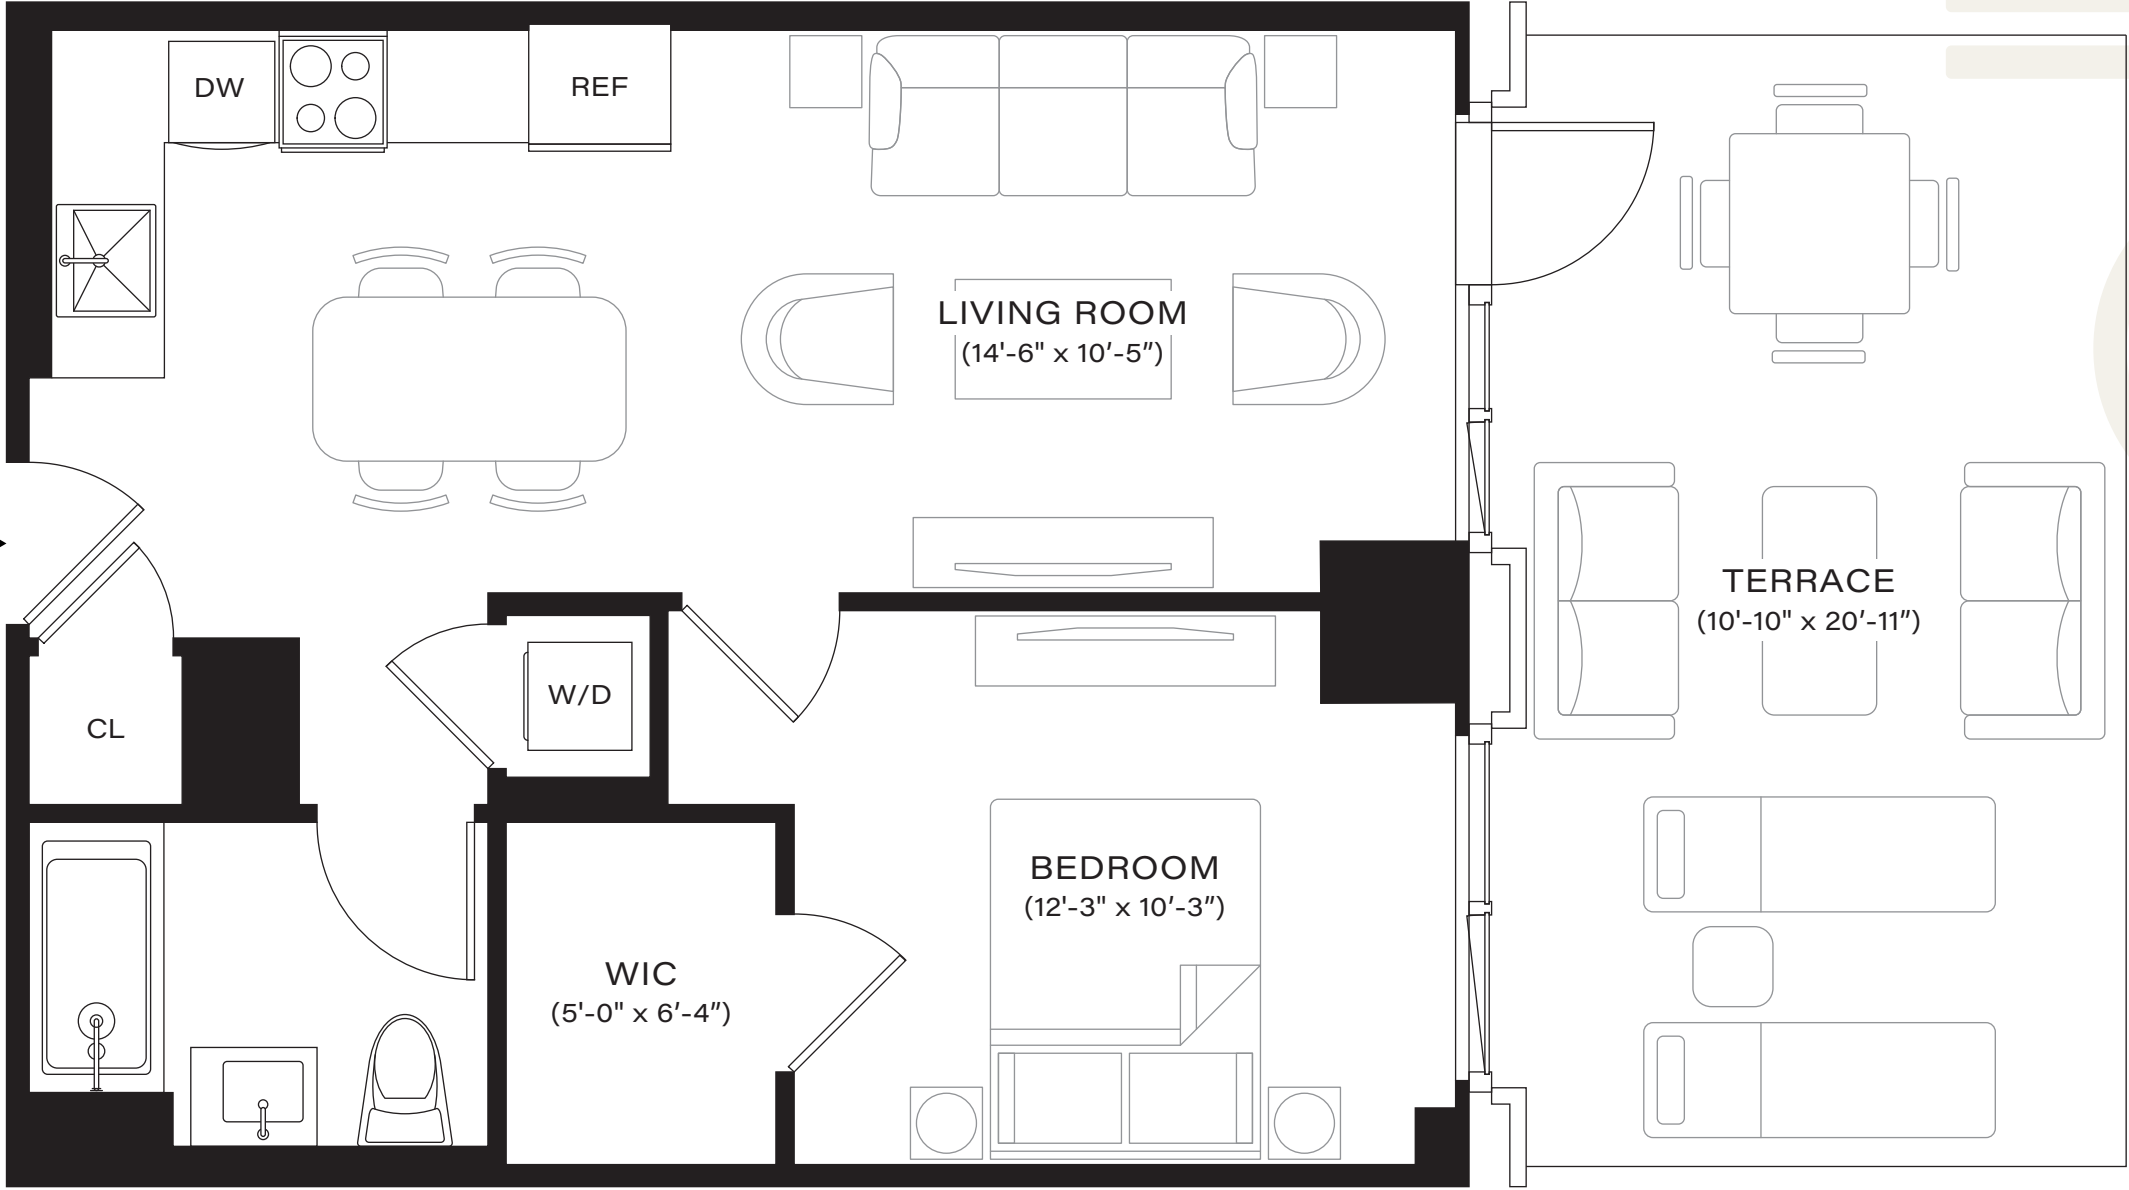 DW
REF
LIVING ROOM
(14'-6" x 10'-5")
TERRACE
(10'-10" x 20'-11")
W/D
CL
BEDROOM
(12'-3" x 10'-3")
WIC
(5'-0" x 6'-4")